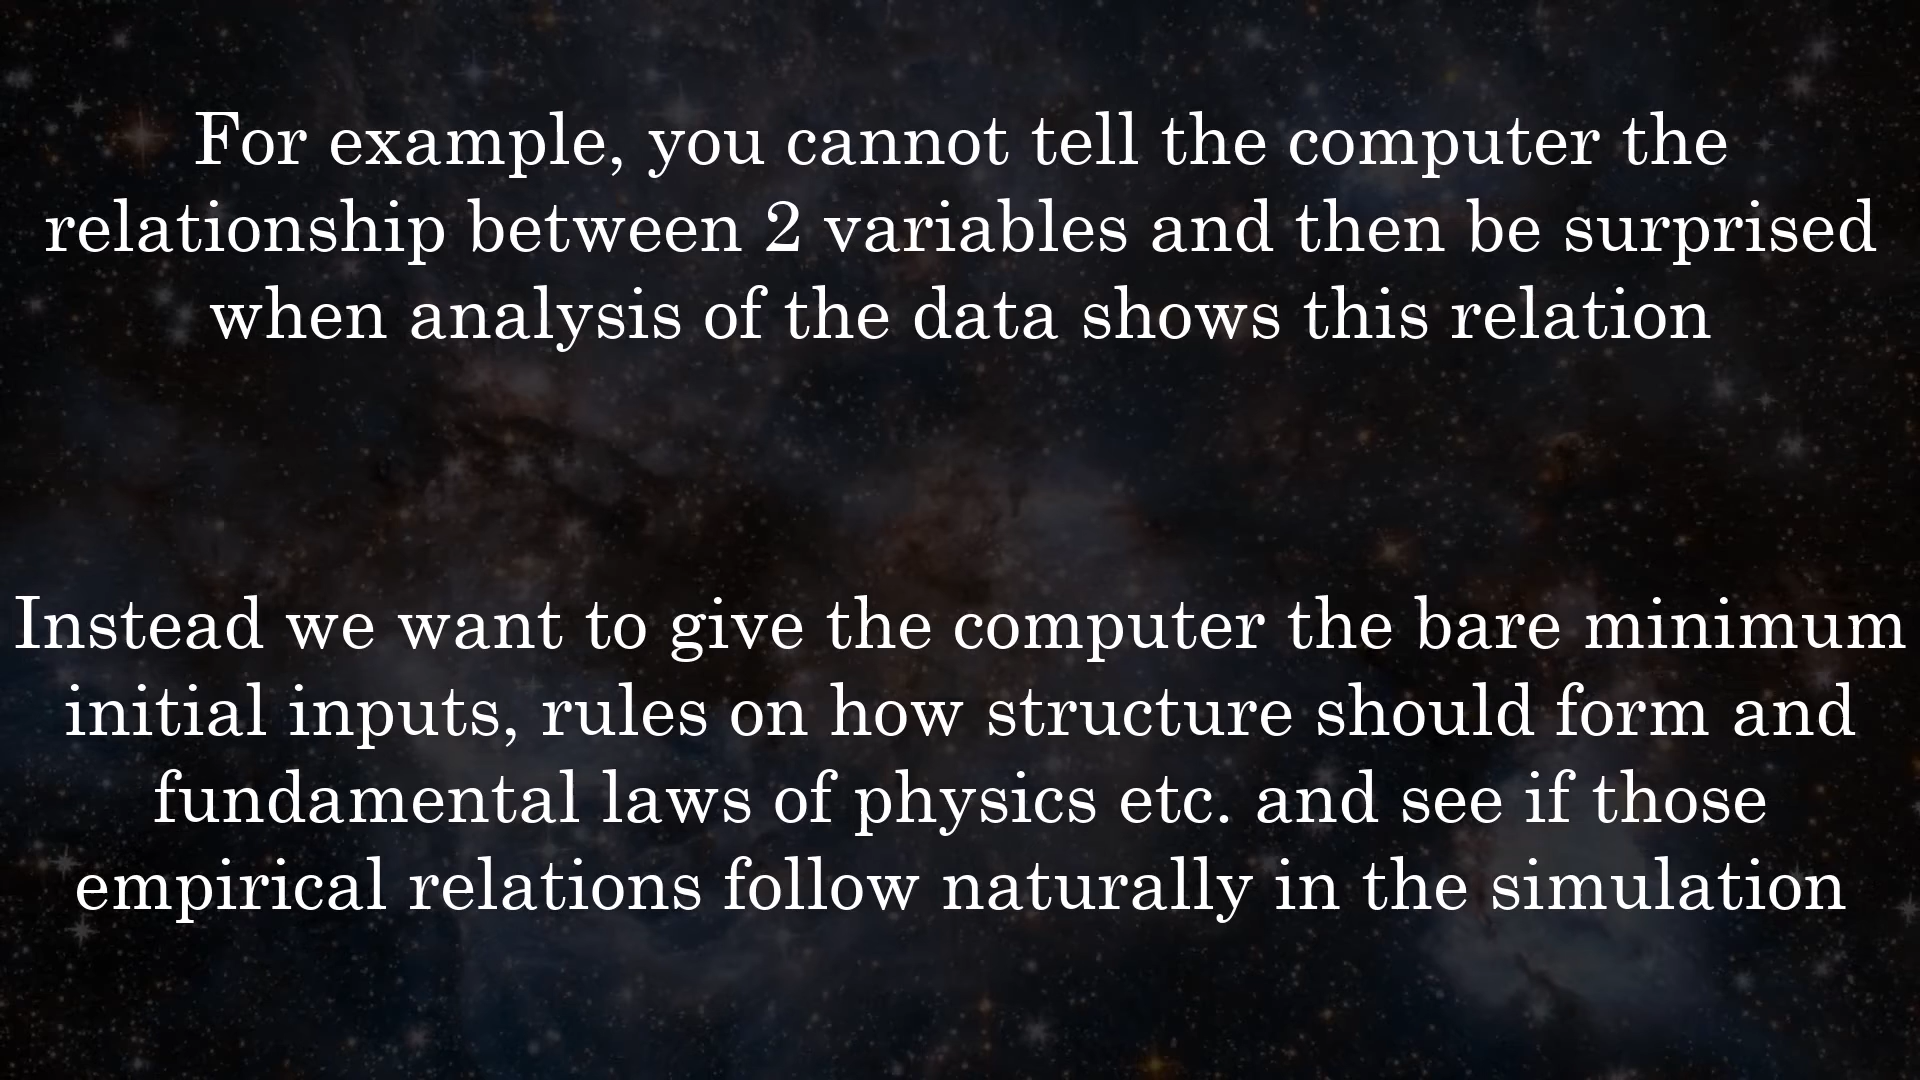 For example, you cannot tell the computer the
relationship between 2 variables and then be surprised
when analysis of the data shows this relation
Instead we want to give the computer the bare minimum
initial inputs, rules on how structure should form and
fundamental laws of physics etc. and see if those
empirical relations follow naturally in the simulation